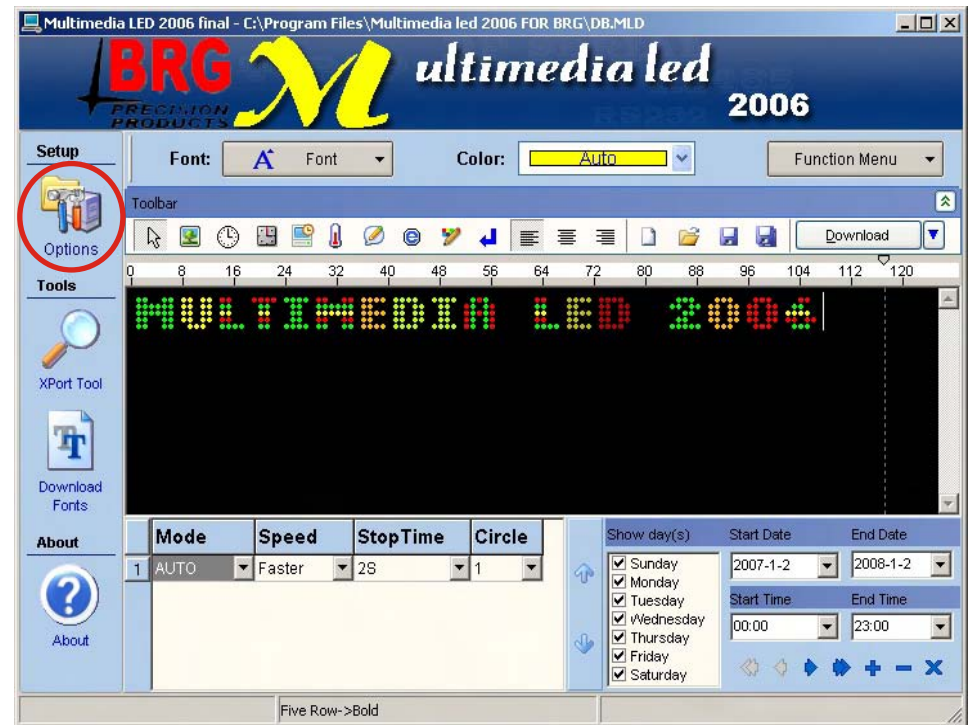 Multimedia LED 2006 final - C:\Program Files\Multimedia led 2006 FOR BRG\DB.MLD
BRG
PRECISION
PRODUCTS
Multimedia led
2006
Setup
Font: A Font Color: Auto Function Menu
Options
Toolbar
Download
0 8 16 24 32 40 48 56 64 72 80 88 96 104 112 120
MULTIMEDIA LED 2006
Tools
XPort Tool
Download
Fonts
About
About
Mode Speed StopTime Circle
1 AUTO Faster 2S 1
Show day(s) Start Date End Date
Sunday
Monday
Tuesday
Wednesday
Thursday
Friday
Saturday
2007-1-2 2008-1-2
Start Time End Time
00:00 23:00
Five Row->Bold